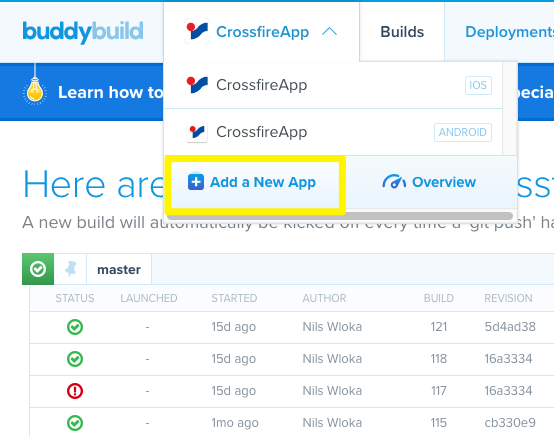 buddybuild CrossfireApp Builds Deployments
CrossfireApp IOS
Learn how to
CrossfireApp ANDROID
Add a New App Overview
Here are
A new build will automatically be kicked off every time a 'git push' ha
master
STATUS LAUNCHED STARTED AUTHOR BUILD REVISION
- 15d ago Nils Wloka 121 5d4ad38
- 15d ago Nils Wloka 118 16a3334
- 15d ago Nils Wloka 117 16a3334
- 1mo ago Nils Wloka 115 cb330e9